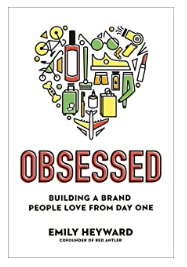 OBSESSED
BUILDING A BRAND
PEOPLE LOVE FROM DAY ONE
EMILY HEYWARD
COFOUNDER OF RED ANTLER